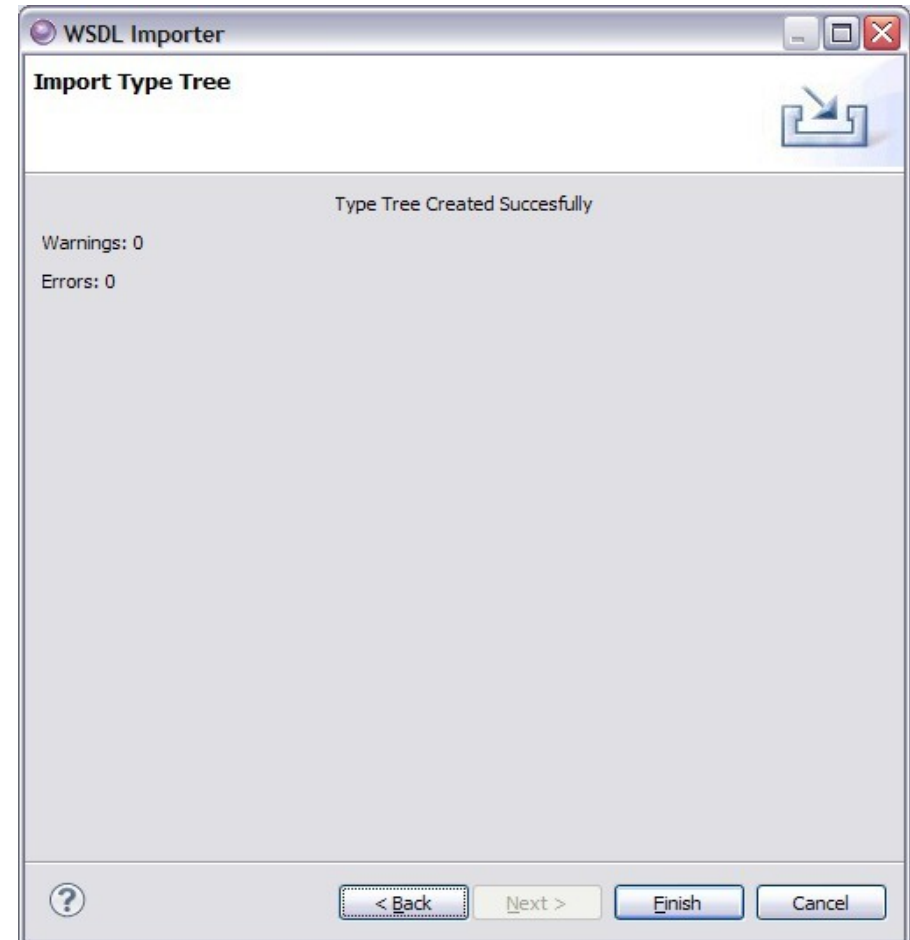 WSDL Importer
Import Type Tree
Type Tree Created Succesfully
Warnings: 0
Errors: 0
? < Back Next > Finish Cancel